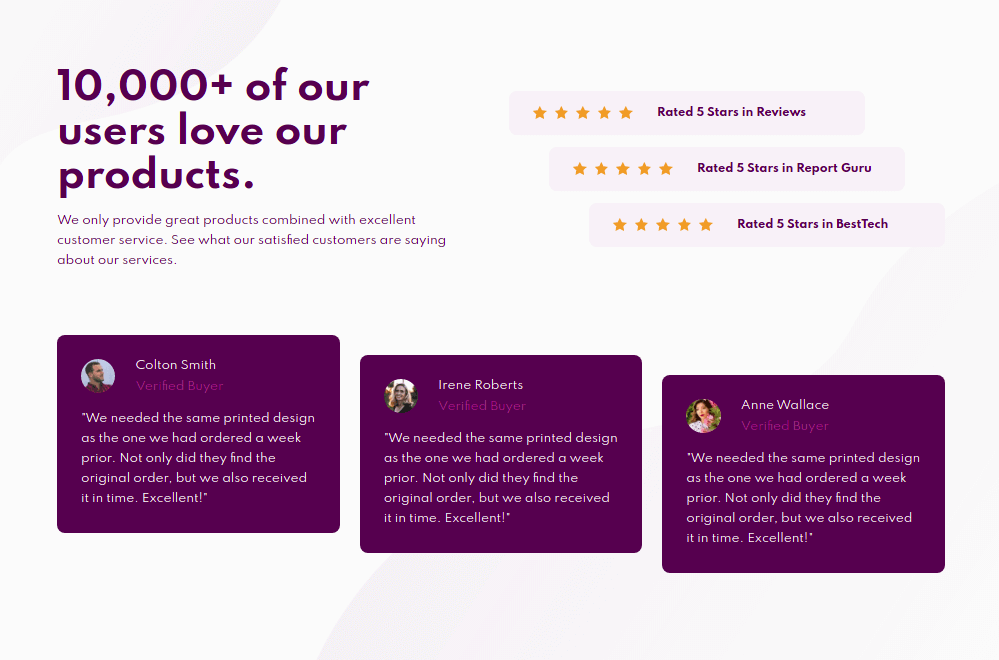 10,000+ of our
users love our
products.
We only provide great products combined with excellent
customer service. See what our satisfied customers are saying
about our services.
Rated 5 Stars in Reviews
Rated 5 Stars in Report Guru
Rated 5 Stars in BestTech
Colton Smith
Verified Buyer
"We needed the same printed design
as the one we had ordered a week
prior. Not only did they find the
original order, but we also received
it in time. Excellent!"
Irene Roberts
Verified Buyer
"We needed the same printed design
as the one we had ordered a week
prior. Not only did they find the
original order, but we also received
it in time. Excellent!"
Anne Wallace
Verified Buyer
"We needed the same printed design
as the one we had ordered a week
prior. Not only did they find the
original order, but we also received
it in time. Excellent!"